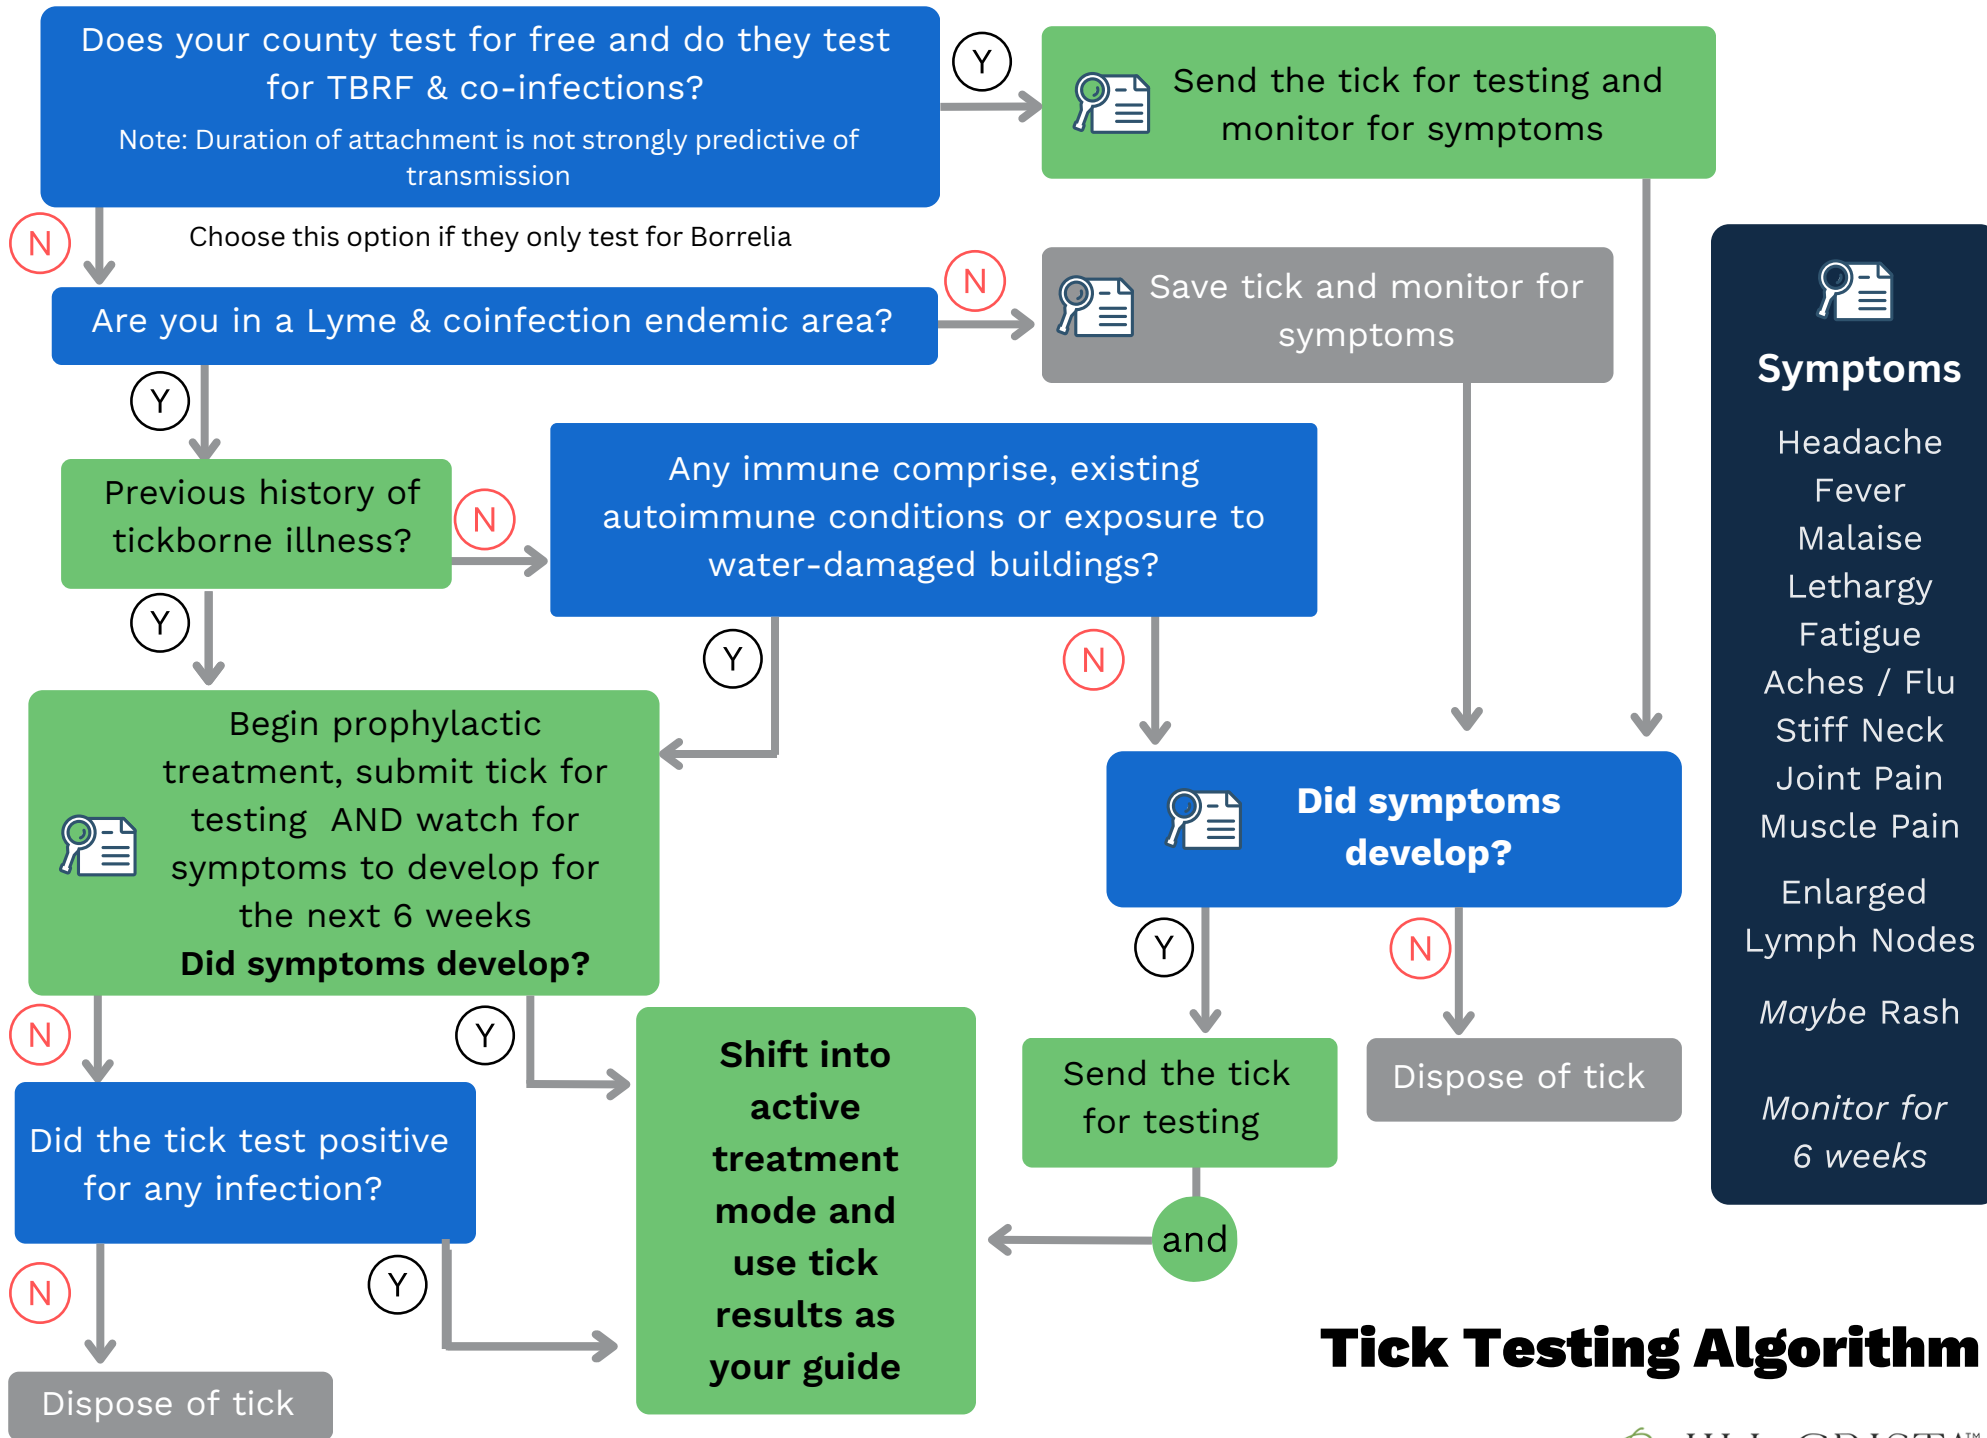 Does your county test for free and do they test
for TBRF & co-infections?
Note: Duration of attachment is not strongly predictive of
transmission
Y
Send the tick for testing and
monitor for symptoms
N
Choose this option if they only test for Borrelia
Are you in a Lyme & coinfection endemic area?
N
Save tick and monitor for
symptoms
Y
Previous history of
tickborne illness?
N
Any immune comprise, existing
autoimmune conditions or exposure to
water-damaged buildings?
Y
Y
N
Begin prophylactic
treatment, submit tick for
testing AND watch for
symptoms to develop for
the next 6 weeks
Did symptoms develop?
Did symptoms
develop?
Y
N
N
Y
Did the tick test positive
for any infection?
Shift into
active
treatment
mode and
use tick
results as
your guide
Send the tick
for testing
and
Dispose of tick
N
Y
Dispose of tick
Symptoms
Headache
Fever
Malaise
Lethargy
Fatigue
Aches / Flu
Stiff Neck
Joint Pain
Muscle Pain
Enlarged
Lymph Nodes
Maybe Rash
Monitor for
6 weeks
Tick Testing Algorithm